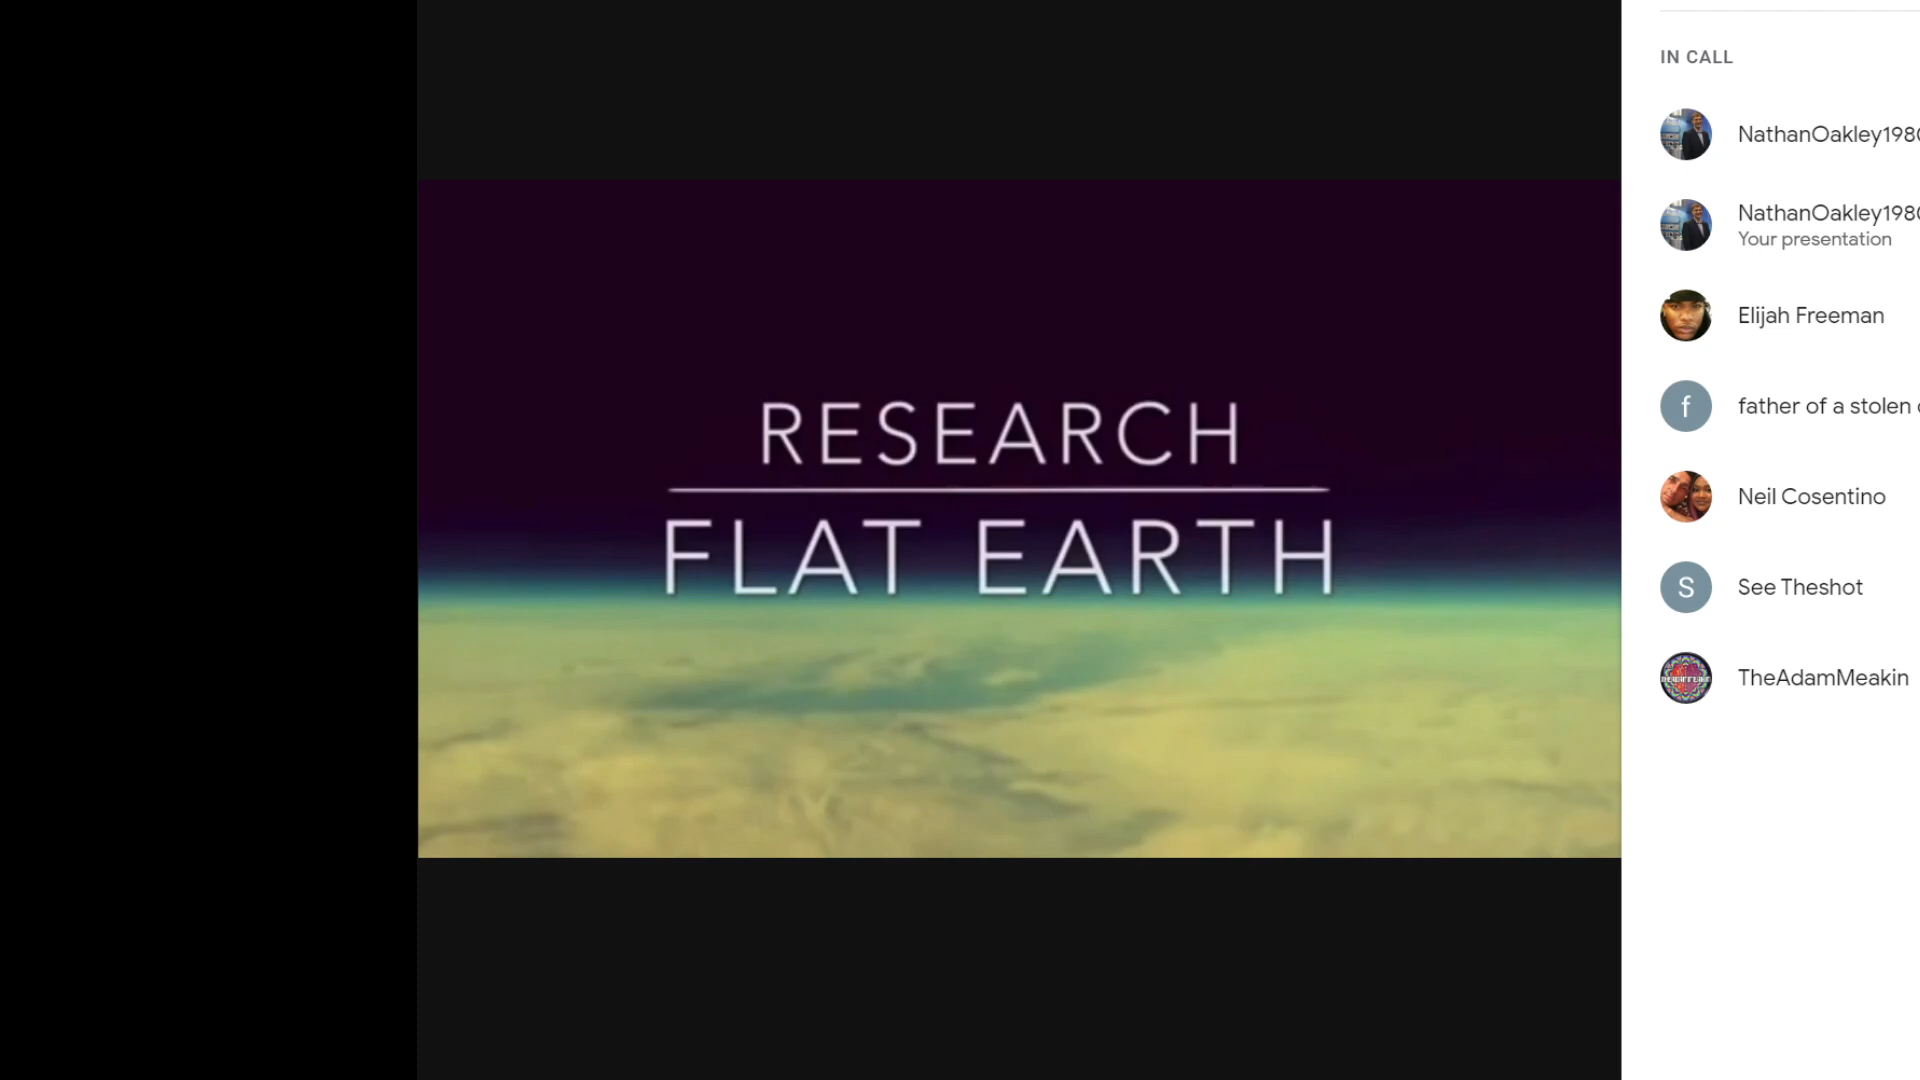 RESEARCH
FLAT EARTH
IN CALL
NathanOakley198
NathanOakley198
Your presentation
Elijah Freeman
f
father of a stolen
Neil Cosentino
S
See Theshot
TheAdamMeakin